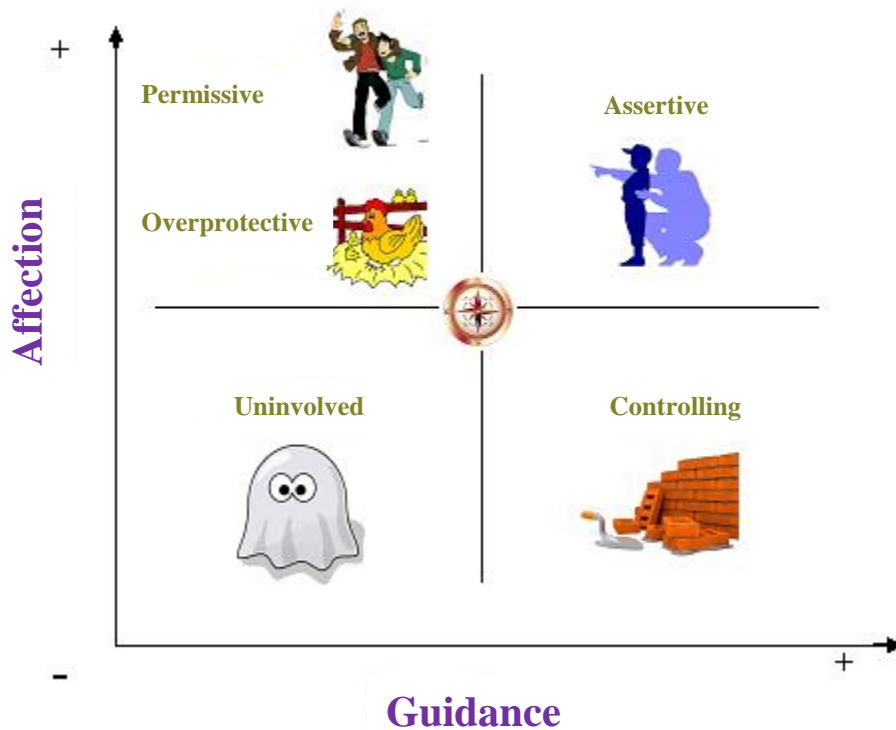 +
Permissive
Assertive
Overprotective
Affection
Uninvolved
Controlling
-
+
Guidance